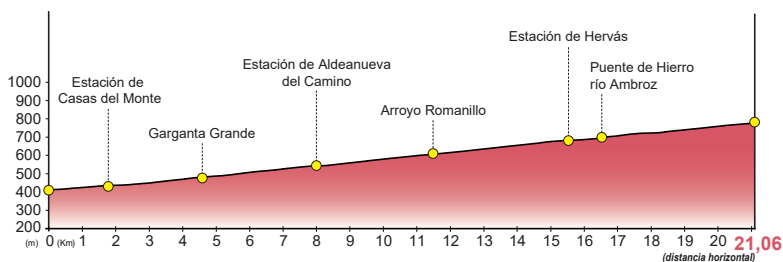 Estación de Hervás
Estación de Aldeanueva
del Camino
Puente de Hierro
río Ambroz
Estación de
Casas del Monte
Arroyo Romanillo
Garganta Grande
1000
900
800
700
600
500
400
300
200
(m) 0 (Km) 1 2 3 4 5 6 7 8 9 10 11 12 13 14 15 16 17 18 19 20 21,06
(distancia horizontal)